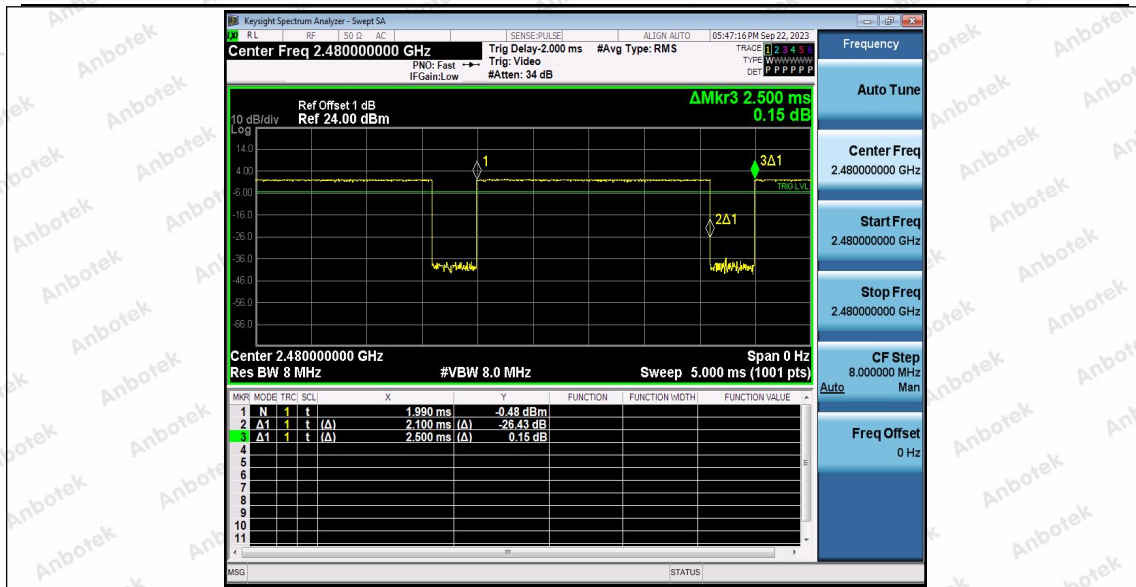 Keysight Spectrum Analyzer - Swept SA
LXI RL RF 50 Ω AC SENSE:PULSE ALIGN AUTO 05:47:16 PM Sep 22, 2023
Center Freq 2.480000000 GHz
PNO: Fast
IFGain:Low
Trig Delay-2.000 ms
Trig: Video
#Atten: 34 dB
#Avg Type: RMS
TRACE 1 2 3 4 5 6
TYPE WWWWWW
DET P P P P P P
Frequency
Auto Tune
Center Freq
2.480000000 GHz
Start Freq
2.480000000 GHz
Stop Freq
2.480000000 GHz
CF Step
8.000000 MHz
Auto Man
Freq Offset
0 Hz
ΔMkr3 2.500 ms
0.15 dB
Ref Offset 1 dB
10 dB/div Ref 24.00 dBm
Log
14.0
4.00
-6.00
-16.0
-26.0
-36.0
-46.0
-56.0
-66.0
1
3Δ1
TRIG LVL
2Δ1
Center 2.480000000 GHz Span 0 Hz
Res BW 8 MHz #VBW 8.0 MHz Sweep 5.000 ms (1001 pts)
MKR MODE TRC SCL X Y FUNCTION FUNCTION WIDTH FUNCTION VALUE
1 N 1 t 1.990 ms -0.48 dBm
2 Δ1 1 t (Δ) 2.100 ms (Δ) -26.43 dB
3 Δ1 1 t (Δ) 2.500 ms (Δ) 0.15 dB
4
5
6
7
8
9
10
11
MSG STATUS
Anbotek